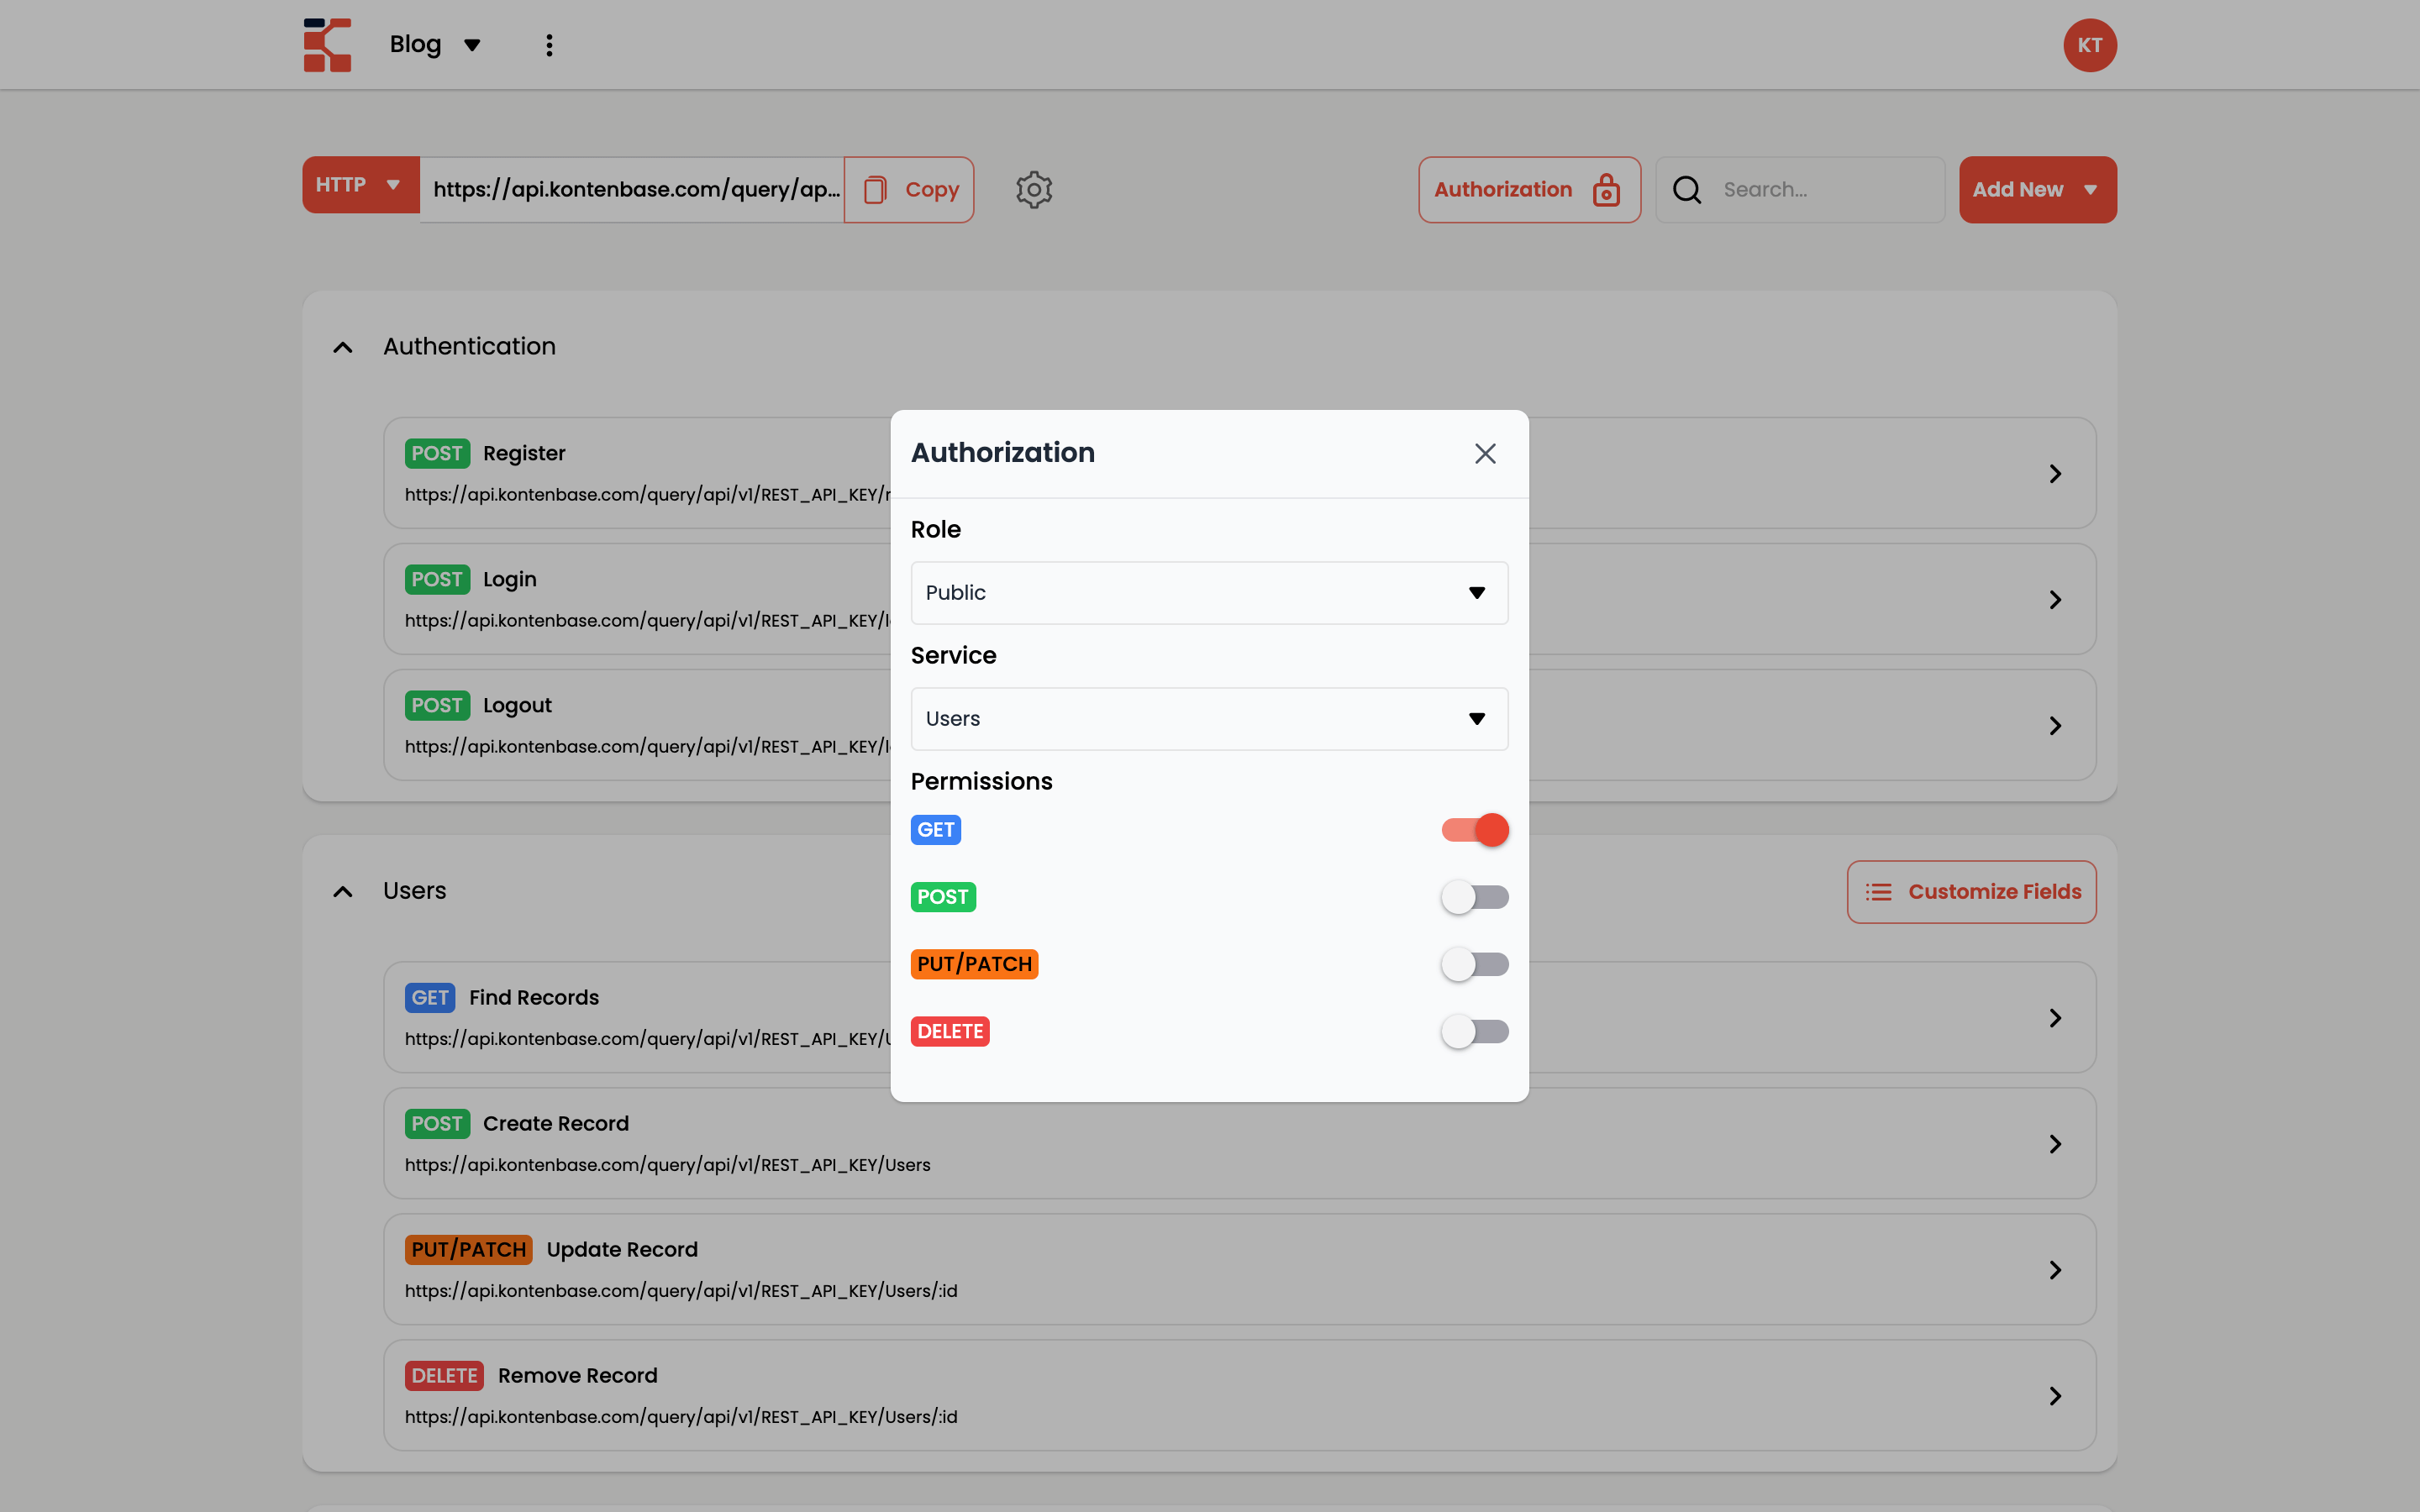 Blog
KT
HTTP
https://api.kontenbase.com/query/ap...
Copy
Authorization
Search...
Add New
Authentication
POST Register
https://api.kontenbase.com/query/api/v1/REST_API_KEY/r
POST Login
https://api.kontenbase.com/query/api/v1/REST_API_KEY/l
POST Logout
https://api.kontenbase.com/query/api/v1/REST_API_KEY/l
Users
Customize Fields
GET Find Records
https://api.kontenbase.com/query/api/v1/REST_API_KEY/U
POST Create Record
https://api.kontenbase.com/query/api/v1/REST_API_KEY/Users
PUT/PATCH Update Record
https://api.kontenbase.com/query/api/v1/REST_API_KEY/Users/:id
DELETE Remove Record
https://api.kontenbase.com/query/api/v1/REST_API_KEY/Users/:id
Authorization
Role
Public
Service
Users
Permissions
GET
POST
PUT/PATCH
DELETE